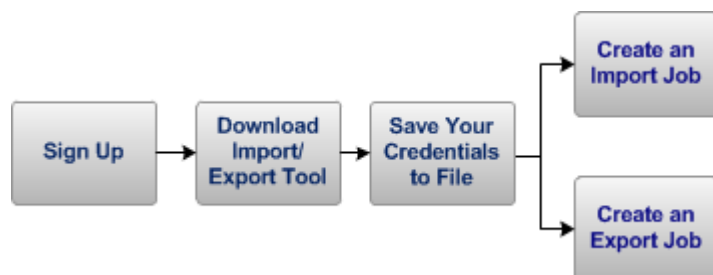 Sign Up
Download
Import/
Export Tool
Save Your
Credentials
to File
Create an
Import Job
Create an
Export Job